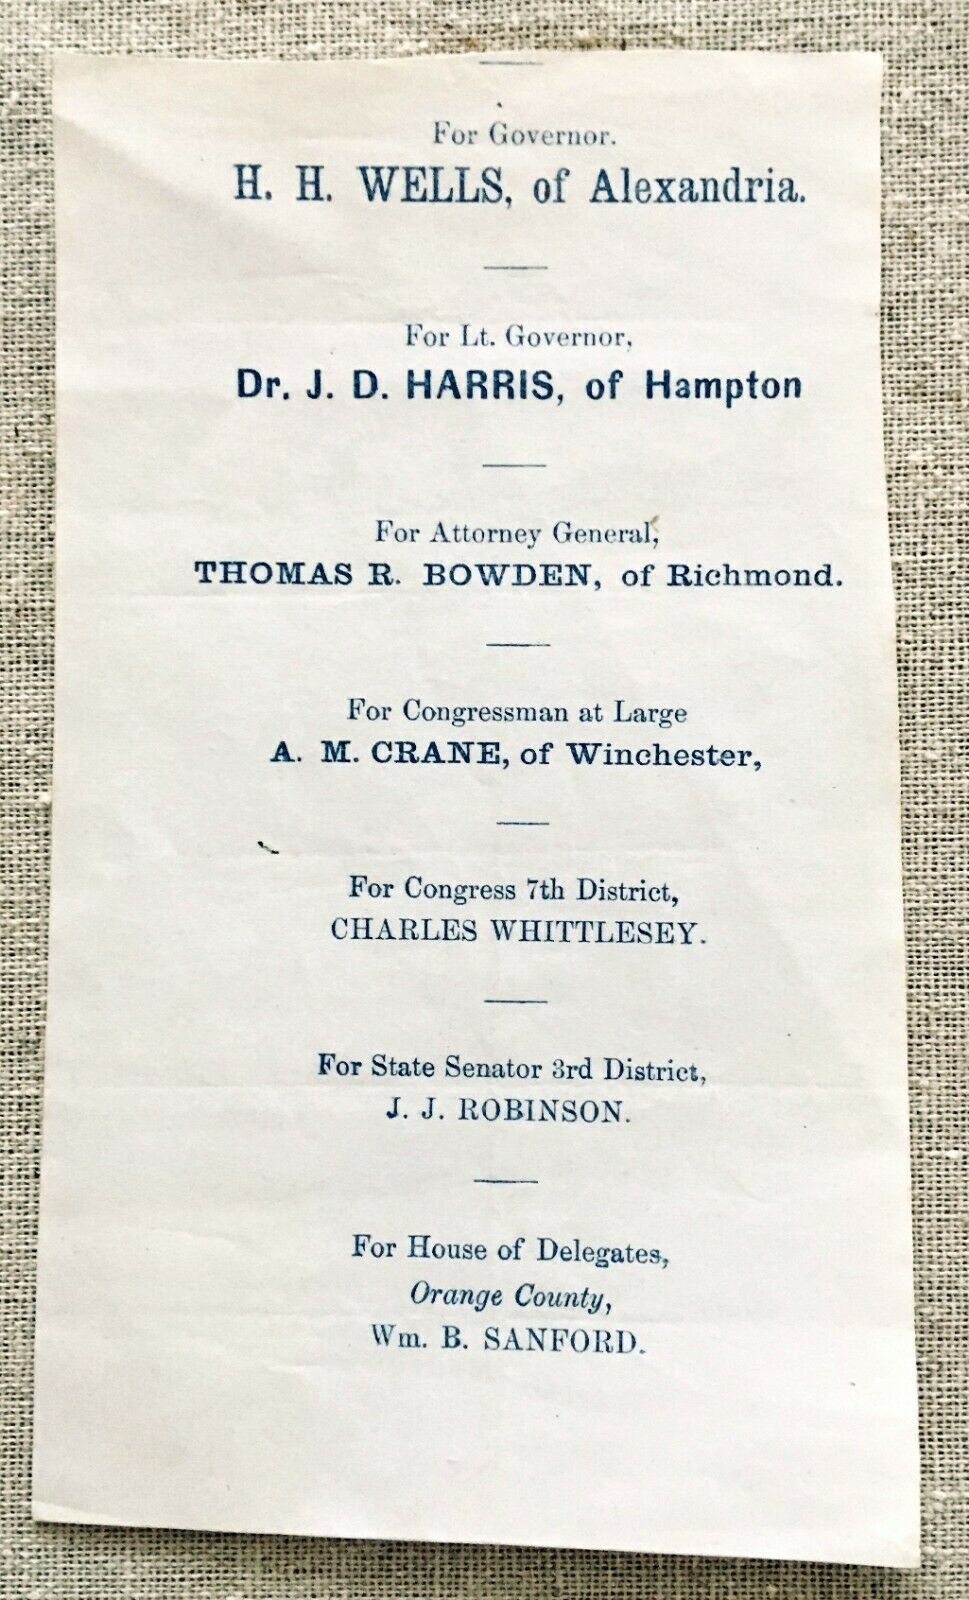 For Governor.
H. H. WELLS, of Alexandria.
For Lt. Governor,
Dr. J. D. HARRIS, of Hampton
For Attorney General,
THOMAS R. BOWDEN, of Richmond.
For Congressman at Large
A. M. CRANE, of Winchester,
For Congress 7th District,
CHARLES WHITTLESEY.
For State Senator 3rd District,
J. J. ROBINSON.
For House of Delegates,
Orange County,
Wm. B. SANFORD.